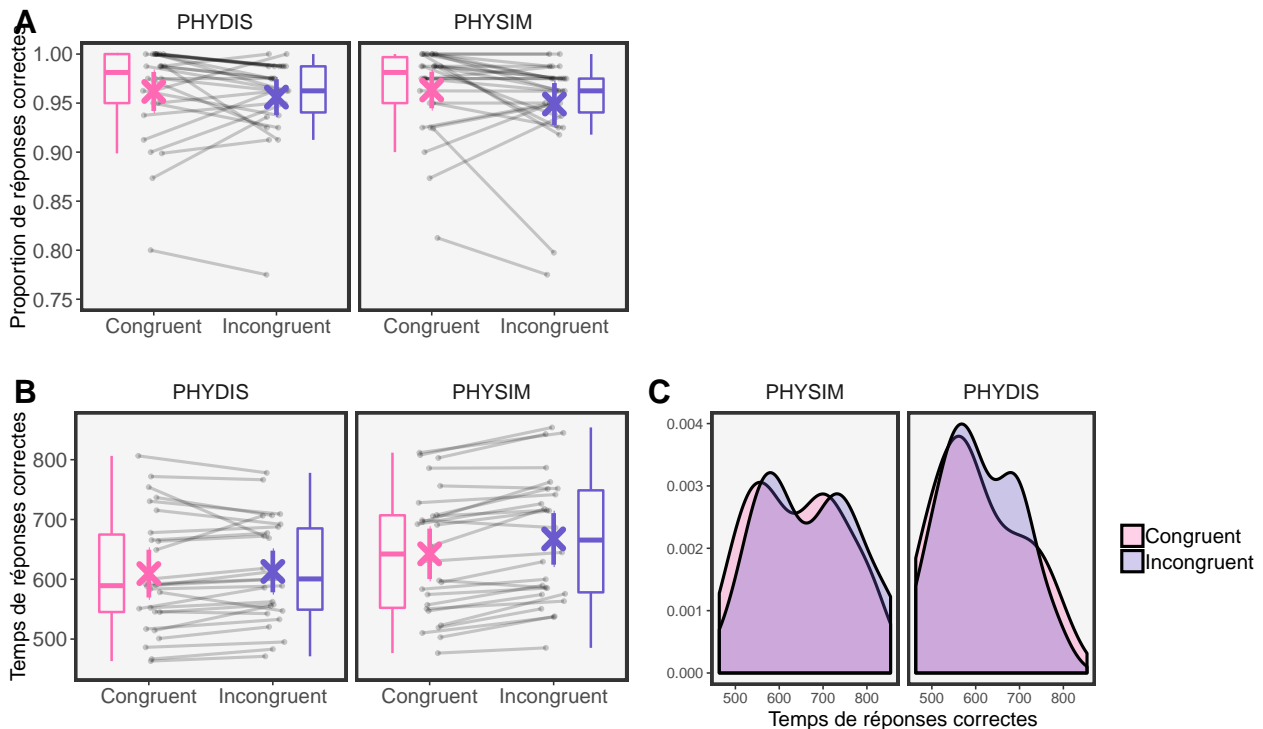 A
PHYDIS
PHYSIM
Proportion de réponses correctes
1.00
0.95
0.90
0.85
0.80
0.75
Congruent
Incongruent
Congruent
Incongruent
B
PHYDIS
PHYSIM
Temps de réponses correctes
800
700
600
500
Congruent
Incongruent
Congruent
Incongruent
C
PHYSIM
PHYDIS
0.004
0.003
0.002
0.001
0.000
500 600 700 800
500 600 700 800
Temps de réponses correctes
Congruent
Incongruent